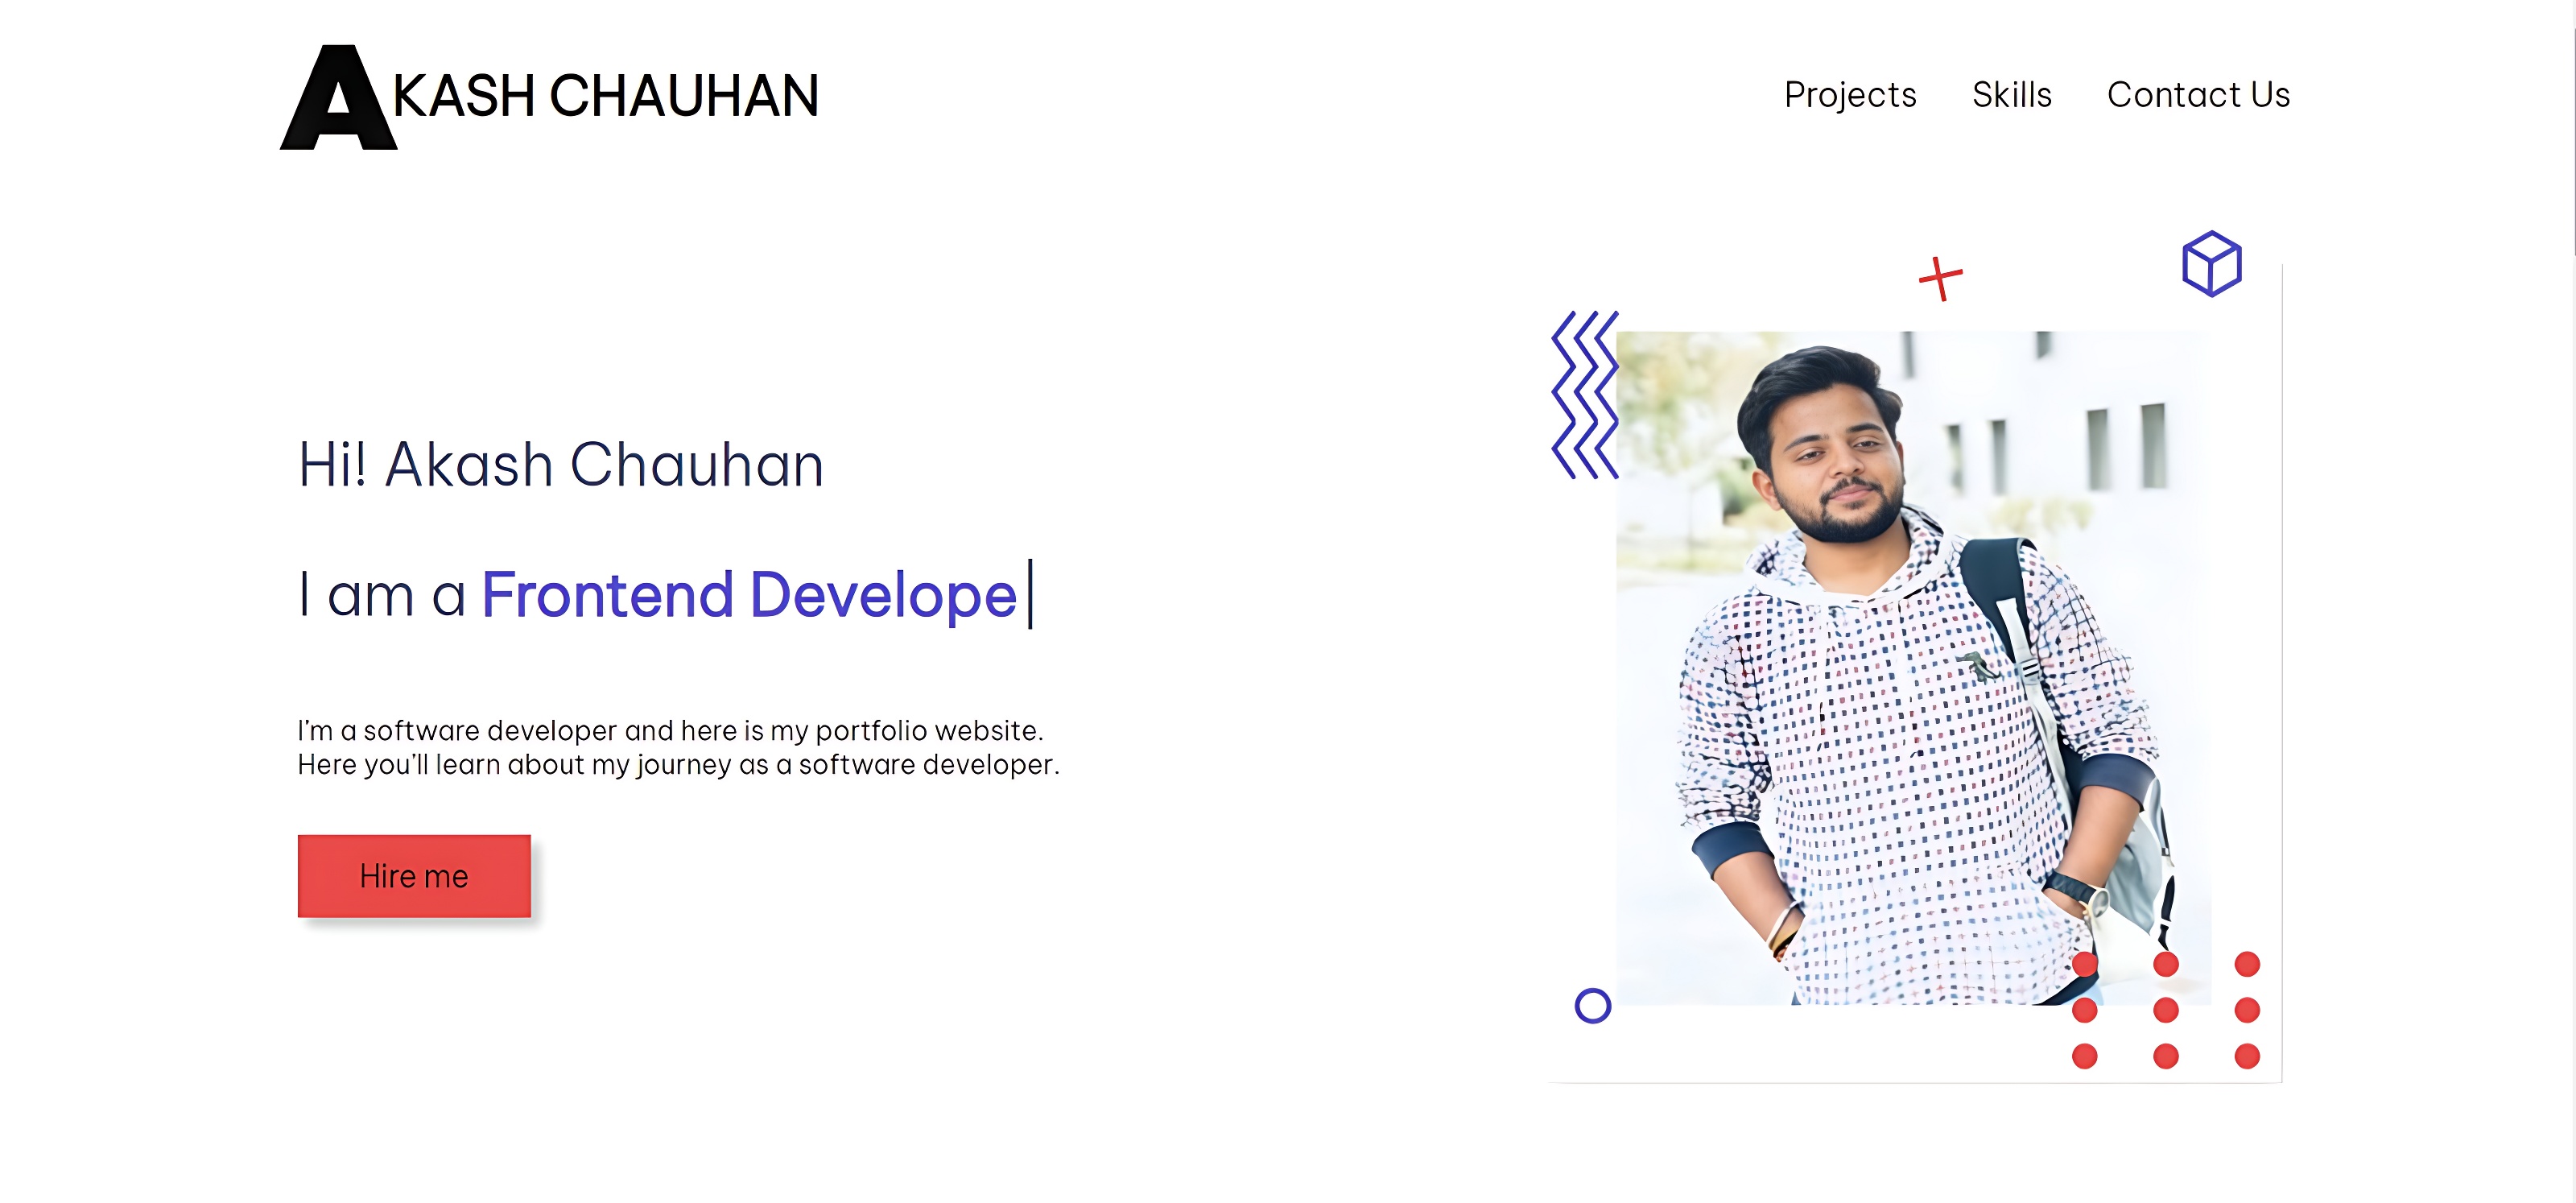 AKASH CHAUHAN
Projects Skills Contact Us
Hi! Akash Chauhan
I am a Frontend Develope
I'm a software developer and here is my portfolio website.
Here you'll learn about my journey as a software developer.
Hire me